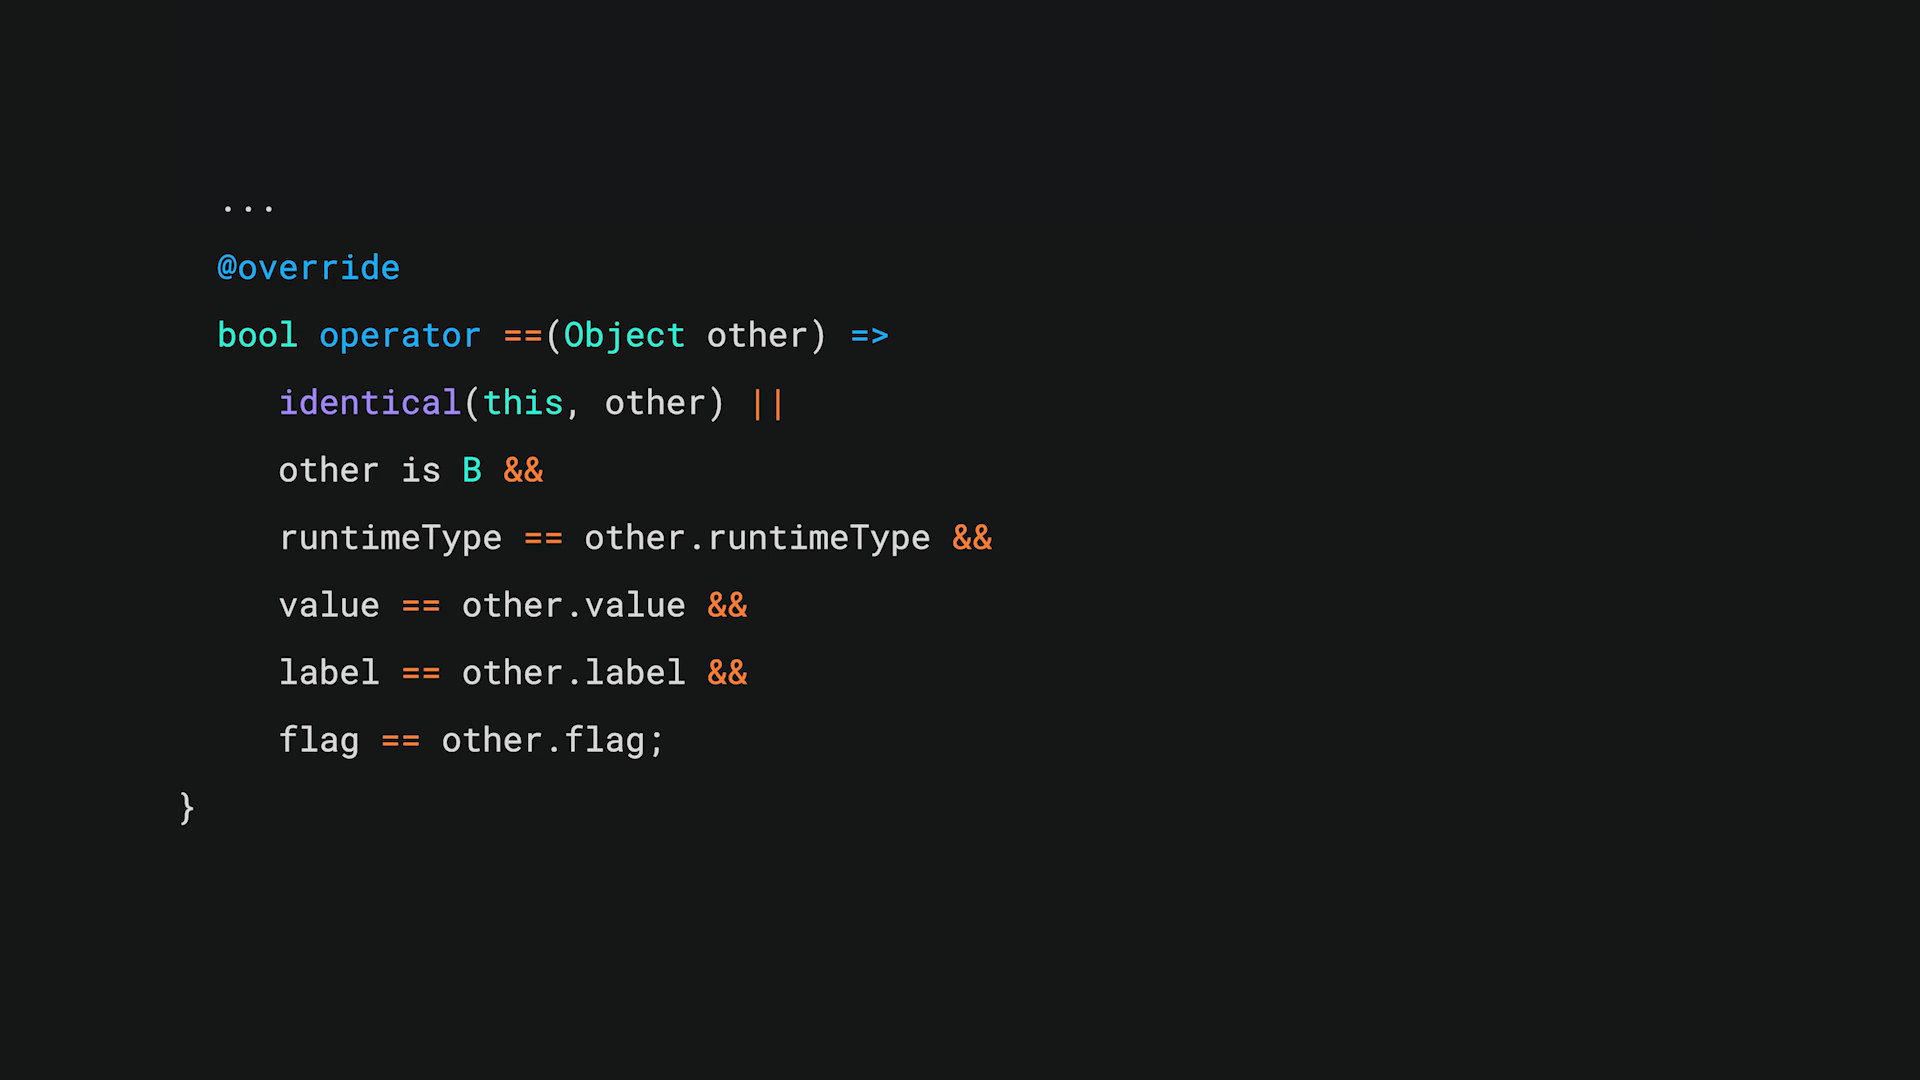 ...
@override
bool operator ==(Object other) =>
identical(this, other) ||
other is B &&
runtimeType == other.runtimeType &&
value == other.value &&
label == other.label &&
flag == other.flag;
}